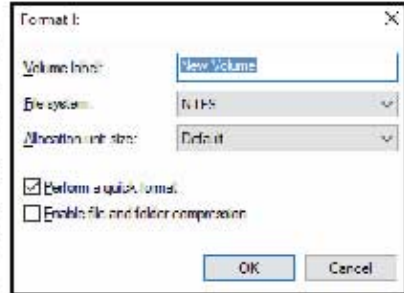 Format I:
Volume label:
New Volume
File system:
NTFS
Allocation unit size:
Default
Perform a quick format
Enable file and folder compression
OK
Cancel